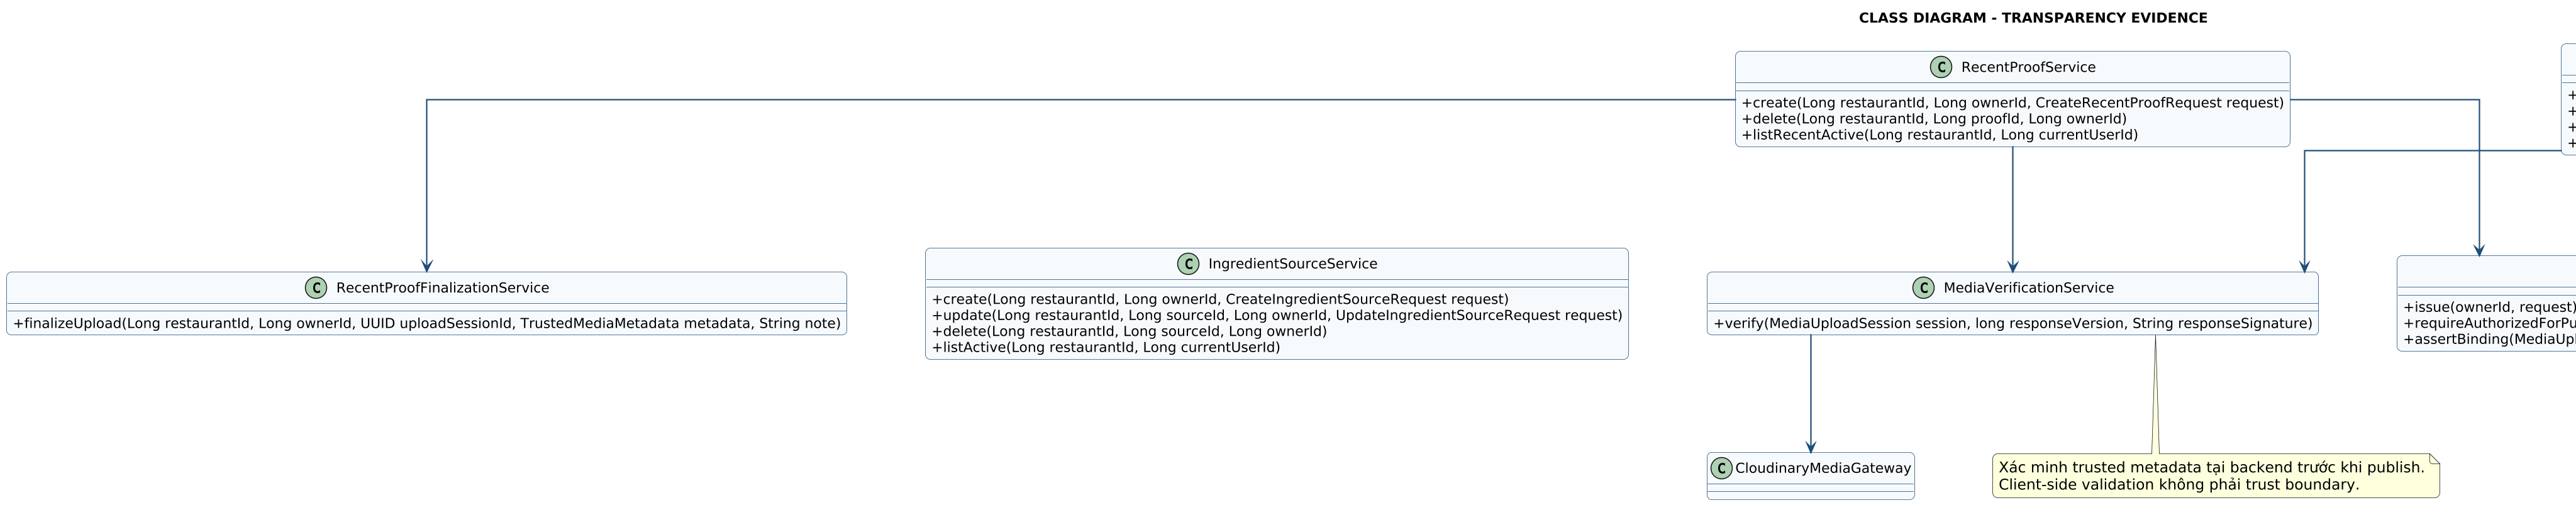 CLASS DIAGRAM - TRANSPARENCY EVIDENCE
C RecentProofService
+create(Long restaurantId, Long ownerId, CreateRecentProofRequest request)
+delete(Long restaurantId, Long proofId, Long ownerId)
+listRecentActive(Long restaurantId, Long currentUserId)
+
+
+
+
C RecentProofFinalizationService
+finalizeUpload(Long restaurantId, Long ownerId, UUID uploadSessionId, TrustedMediaMetadata metadata, String note)
C IngredientSourceService
+create(Long restaurantId, Long ownerId, CreateIngredientSourceRequest request)
+update(Long restaurantId, Long sourceId, Long ownerId, UpdateIngredientSourceRequest request)
+delete(Long restaurantId, Long sourceId, Long ownerId)
+listActive(Long restaurantId, Long currentUserId)
C MediaVerificationService
+verify(MediaUploadSession session, long responseVersion, String responseSignature)
+issue(ownerId, request)
+requireAuthorizedForPu
+assertBinding(MediaUpl
C CloudinaryMediaGateway
Xác minh trusted metadata tại backend trước khi publish.
Client-side validation không phải trust boundary.